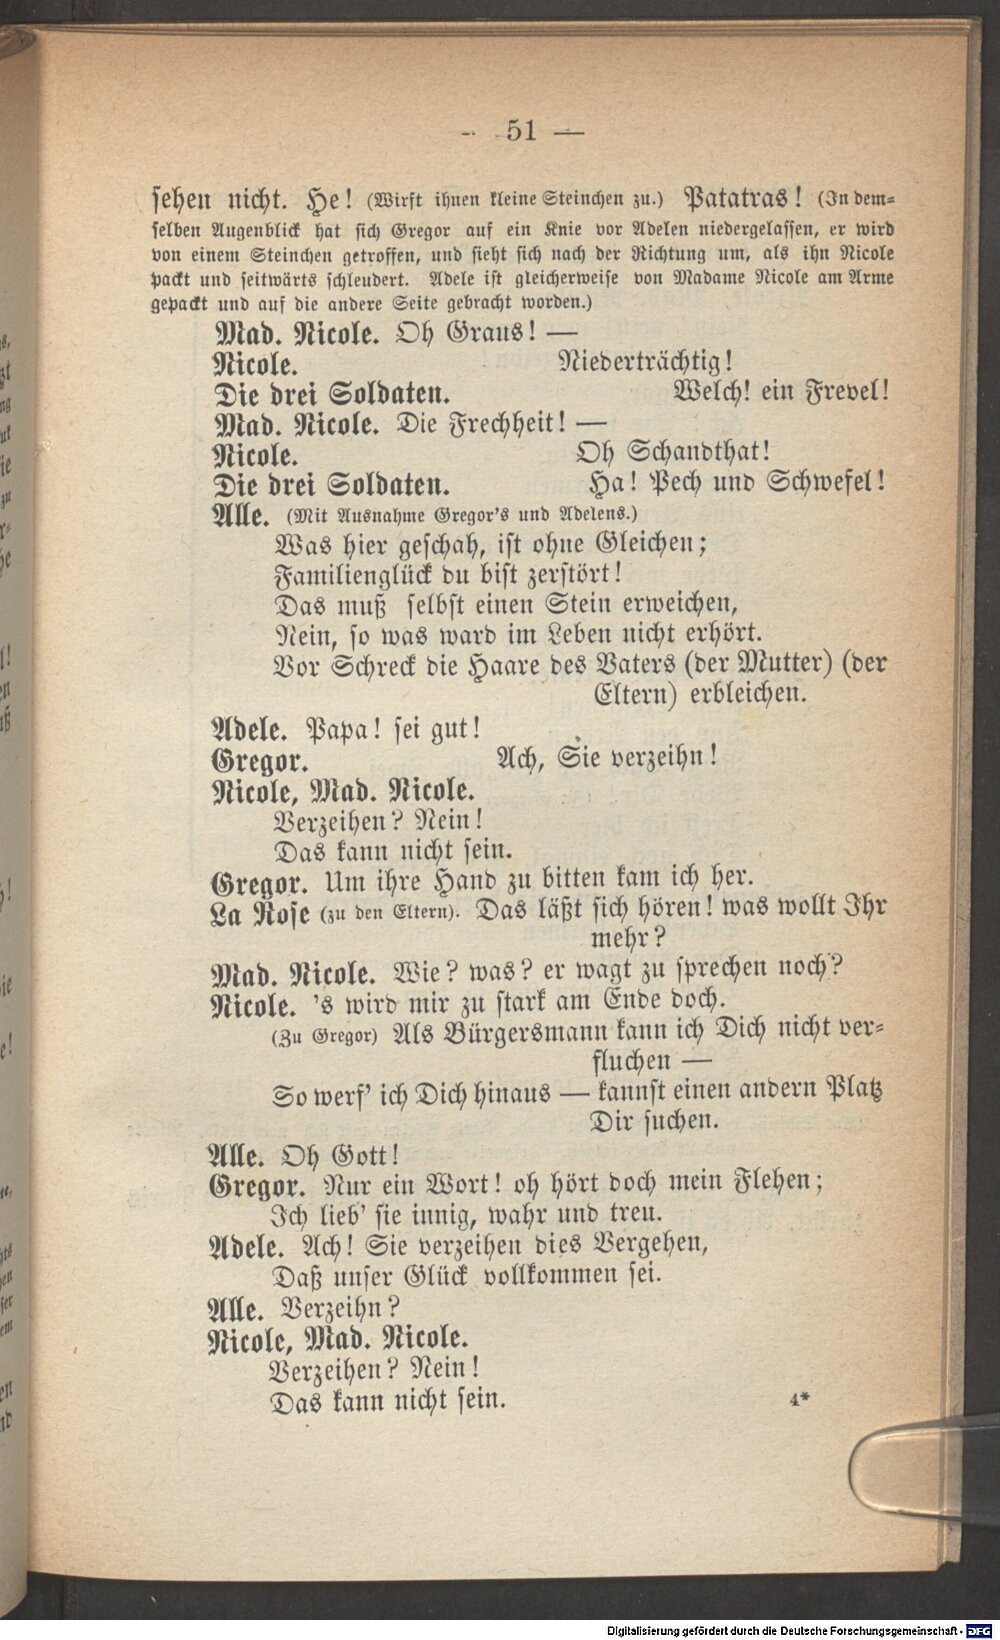 — 51 —
sehen nicht. He! (Wirft ihnen kleine Steinchen zu.) Patatras! (In dem-
selben Augenblick hat sich Gregor auf ein Knie vor Adelen niedergelassen, er wird
von einem Steinchen getroffen, und sieht sich nach der Richtung um, als ihn Nicole
packt und seitwärts schleudert. Adele ist gleicherweise von Madame Nicole am Arme
gepackt und auf die andere Seite gebracht worden.)
Mad. Nicole. Oh Graus! —
Nicole. Niederträchtig!
Die drei Soldaten. Welch! ein Frevel!
Mad. Nicole. Die Frechheit! —
Nicole. Oh Schandthat!
Die drei Soldaten. Ha! Pech und Schwefel!
Alle. (Mit Ausnahme Gregor's und Adelens.)
Was hier geschah, ist ohne Gleichen;
Familienglück du bist zerstört!
Das muß selbst einen Stein erweichen,
Nein, so was ward im Leben nicht erhört.
Vor Schreck die Haare des Vaters (der Mutter) (der
Eltern) erbleichen.
Adele. Papa! sei gut!
Gregor. Ach, Sie verzeihn!
Nicole, Mad. Nicole.
Verzeihen? Nein!
Das kann nicht sein.
Gregor. Um ihre Hand zu bitten kam ich her.
La Rose (zu den Eltern). Das läßt sich hören! was wollt Ihr
mehr?
Mad. Nicole. Wie? was? er wagt zu sprechen noch?
Nicole. 's wird mir zu stark am Ende doch.
(Zu Gregor) Als Bürgersmann kann ich Dich nicht ver-
fluchen —
So werf' ich Dich hinaus — kannst einen andern Platz
Dir suchen.
Alle. Oh Gott!
Gregor. Nur ein Wort! oh hört doch mein Flehen;
Ich lieb' sie innig, wahr und treu.
Adele. Ach! Sie verzeihen dies Vergehen,
Daß unser Glück vollkommen sei.
Alle. Verzeihn?
Nicole, Mad. Nicole.
Verzeihen? Nein!
Das kann nicht sein.
4*
Digitalisierung gefördert durch die Deutsche Forschungsgemeinschaft - DFG